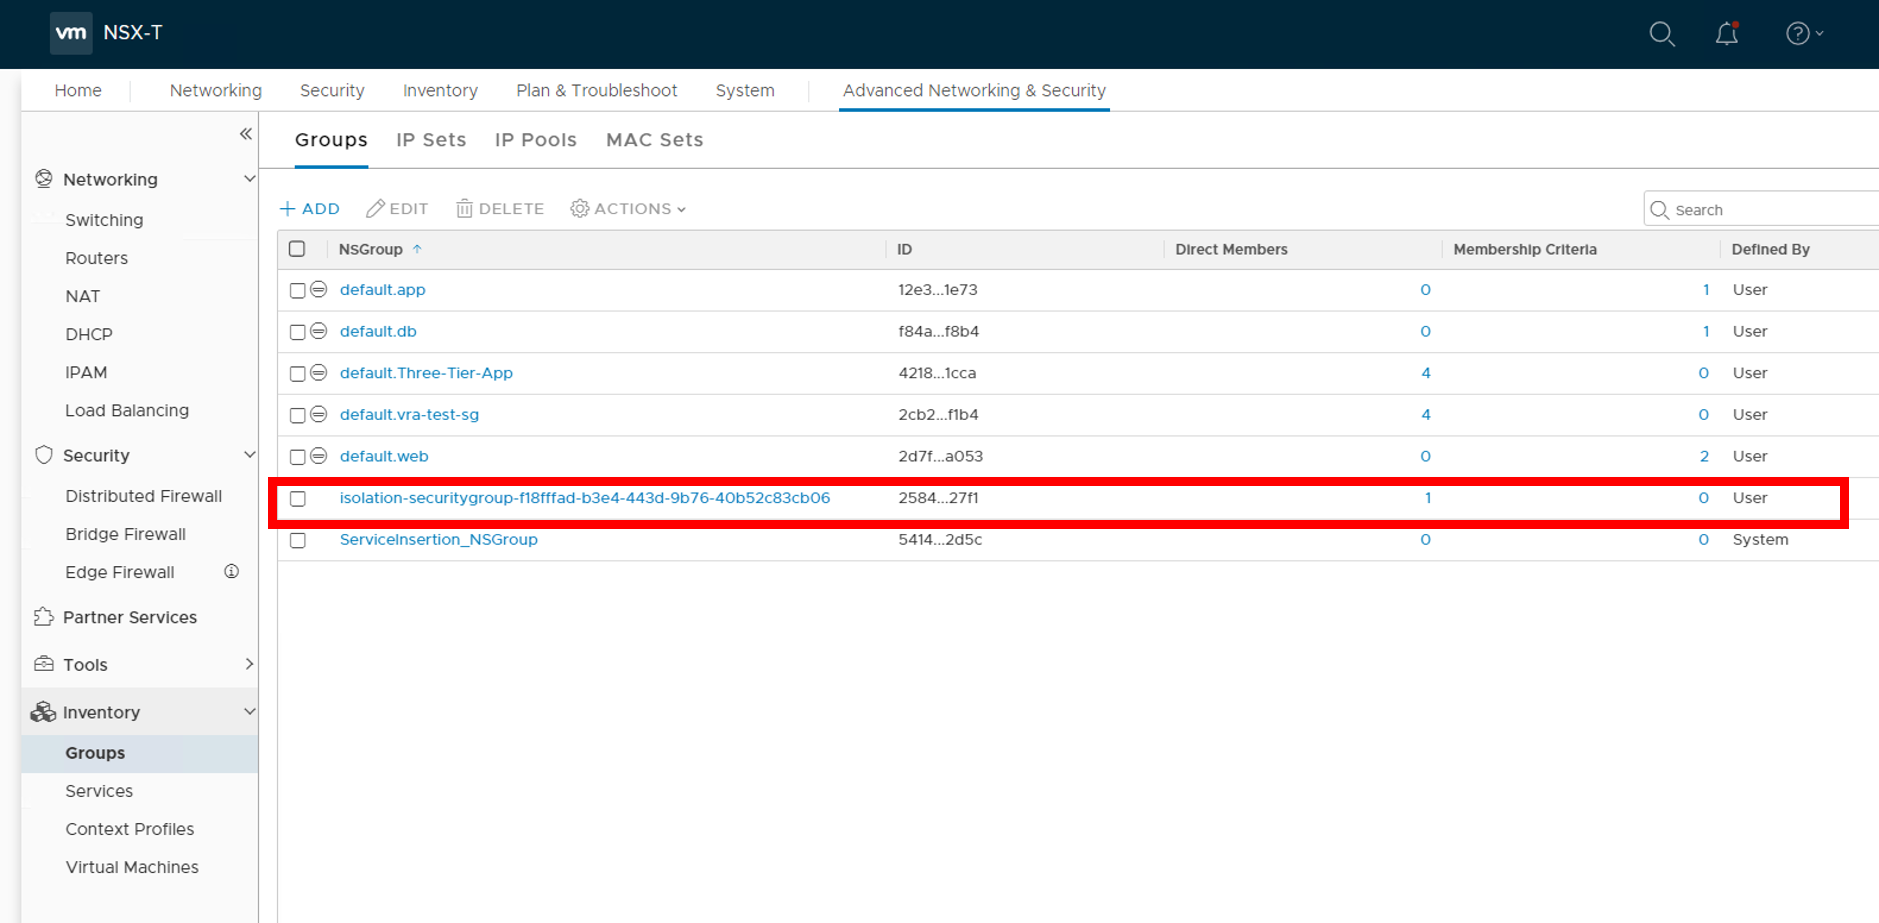 vm NSX-T
Home Networking Security Inventory Plan & Troubleshoot System Advanced Networking & Security
Groups IP Sets IP Pools MAC Sets
Networking
Switching
Routers
NAT
DHCP
IPAM
Load Balancing
Security
Distributed Firewall
Bridge Firewall
Edge Firewall
Partner Services
Tools
Inventory
Groups
Services
Context Profiles
Virtual Machines
+ ADD EDIT DELETE ACTIONS
Search
NSGroup ID Direct Members Membership Criteria Defined By
default.app 12e3...1e73 0 1 User
default.db f84a...f8b4 0 1 User
default.Three-Tier-App 4218...1cca 4 0 User
default.vra-test-sg 2cb2...f1b4 4 0 User
default.web 2d7f...a053 0 2 User
isolation-securitygroup-f18fffad-b3e4-443d-9b76-40b52c83cb06 2584...27f1 1 0 User
ServiceInsertion_NSGroup 5414...2d5c 0 0 System